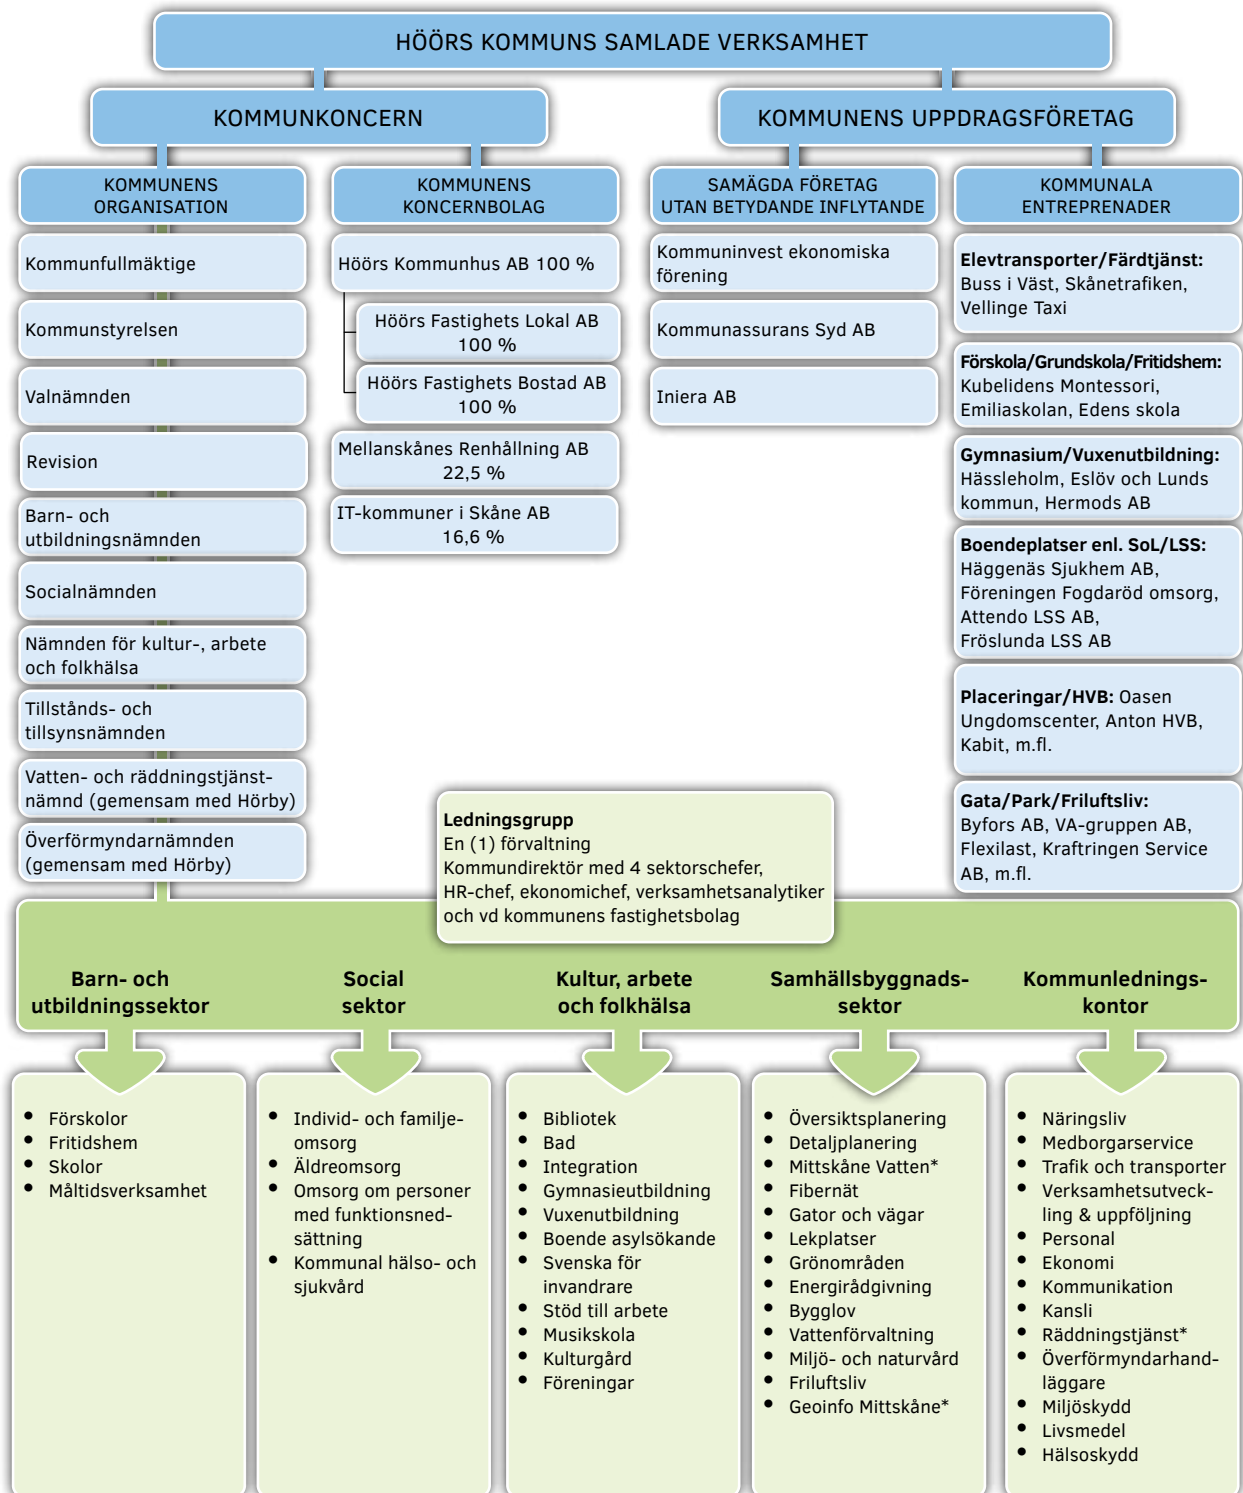 HÖÖRS KOMMUNS SAMLADE VERKSAMHET
KOMMUNKONCERN
KOMMUNENS UPPDRAGSFÖRETAG
KOMMUNENS
ORGANISATION
Kommunfullmäktige
Kommunstyrelsen
Valnämnden
Revision
Barn- och
utbildningsnämnden
Socialnämnden
Nämnden för kultur-, arbete
och folkhälsa
Tillstånds- och
tillsynsnämnden
Vatten- och räddningstjänst-
nämnd (gemensam med Hörby)
Överförmyndarnämnden
(gemensam med Hörby)
KOMMUNENS
KONCERNBOLAG
Höörs Kommunhus AB 100 %
Höörs Fastighets Lokal AB
100 %
Höörs Fastighets Bostad AB
100 %
Mellanskånes Renhållning AB
22,5 %
IT-kommuner i Skåne AB
16,6 %
SAMÄGDA FÖRETAG
UTAN BETYDANDE INFLYTANDE
Kommuninvest ekonomiska
förening
Kommunassurans Syd AB
Iniera AB
KOMMUNALA
ENTREPRENADER
Elevtransporter/Färdtjänst:
Buss i Väst, Skånetrafiken,
Vellinge Taxi
Förskola/Grundskola/Fritidshem:
Kubelidens Montessori,
Emiliaskolan, Edens skola
Gymnasium/Vuxenutbildning:
Hässleholm, Eslöv och Lunds
kommun, Hermods AB
Boendeplatser enl. SoL/LSS:
Häggenäs Sjukhem AB,
Föreningen Fogdaröd omsorg,
Attendo LSS AB,
Fröslunda LSS AB
Placeringar/HVB: Oasen
Ungdomscenter, Anton HVB,
Kabit, m.fl.
Gata/Park/Friluftsliv:
Byfors AB, VA-gruppen AB,
Flexilast, Kraftringen Service
AB, m.fl.
Ledningsgrupp
En (1) förvaltning
Kommundirektör med 4 sektorschefer,
HR-chef, ekonomichef, verksamhetsanalytiker
och vd kommunens fastighetsbolag
Barn- och
utbildningssektor
• Förskolor
• Fritidshem
• Skolor
• Måltidsverksamhet
Social
sektor
• Individ- och familje-
omsorg
• Äldreomsorg
• Omsorg om personer
med funktionsned-
sättning
• Kommunal hälso- och
sjukvård
Kultur, arbete
och folkhälsa
• Bibliotek
• Bad
• Integration
• Gymnasieutbildning
• Vuxenutbildning
• Boende asylsökande
• Svenska för
invandrare
• Stöd till arbete
• Musikskola
• Kulturgård
• Föreningar
Samhällsbyggnads-
sektor
• Översiktsplanering
• Detaljplanering
• Mittskåne Vatten*
• Fibernät
• Gator och vägar
• Lekplatser
• Grönområden
• Energirådgivning
• Bygglov
• Vattenförvaltning
• Miljö- och naturvård
• Friluftsliv
• Geoinfo Mittskåne*
Kommunlednings-
kontor
• Näringsliv
• Medborgarservice
• Trafik och transporter
• Verksamhetsutveck-
ling & uppföljning
• Personal
• Ekonomi
• Kommunikation
• Kansli
• Räddningstjänst*
• Överförmyndarhand-
läggare
• Miljöskydd
• Livsmedel
• Hälsoskydd